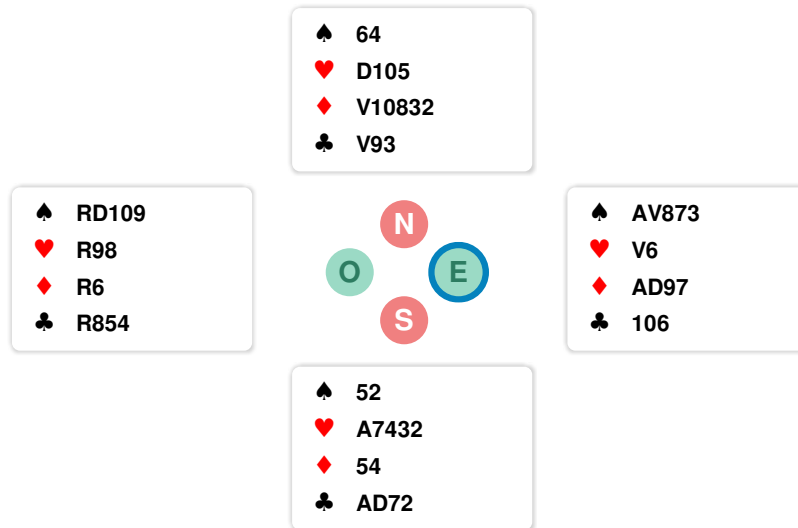 ♠ 64
♥ D105
♦ V10832
♣ V93
♠ RD109
♥ R98
♦ R6
♣ R854
N
O E
S
♠ AV873
♥ V6
♦ AD97
♣ 106
♠ 52
♥ A7432
♦ 54
♣ AD72